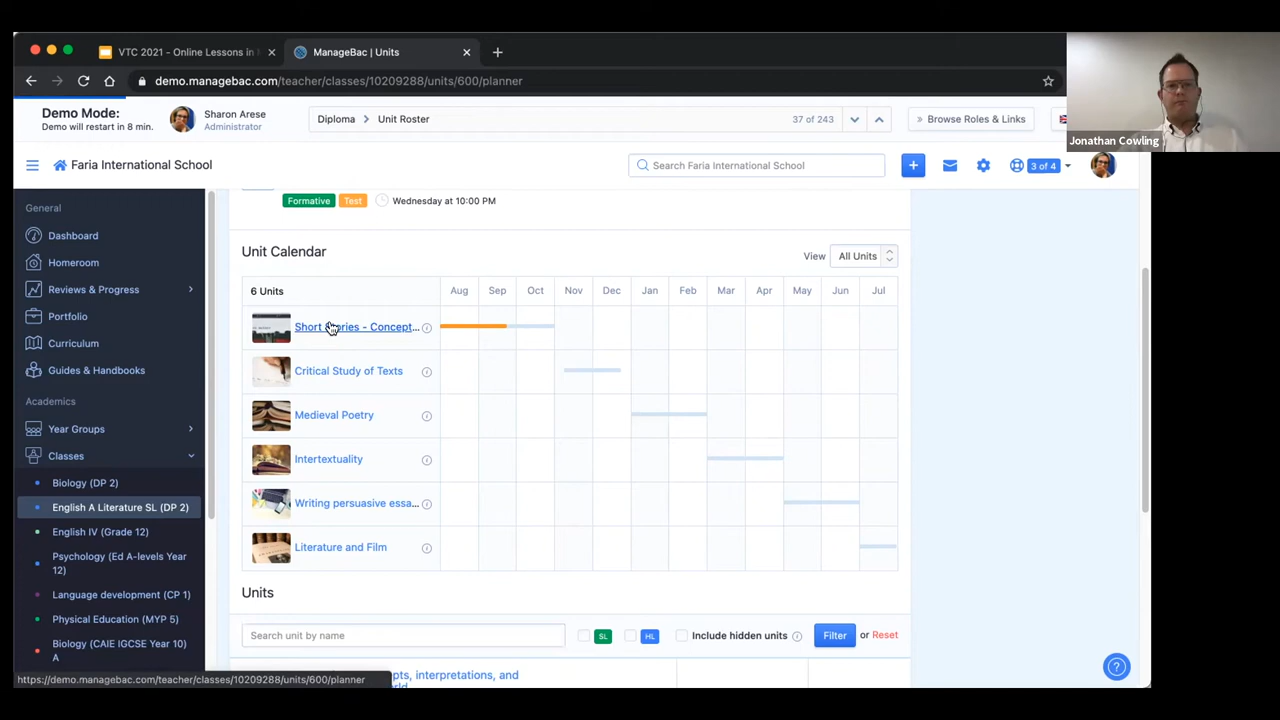 VTC 2021 - Online Lessons in
ManageBac | Units
demo.managebac.com/teacher/classes/10209288/units/600/planner
Demo Mode:
Demo will restart in 8 min.
Sharon Arese
Administrator
Diploma > Unit Roster
37 of 243
> Browse Roles & Links
Jonathan Cowling
Faria International School
Search Faria International School
3 of 4
General
Dashboard
Homeroom
Reviews & Progress
Portfolio
Curriculum
Guides & Handbooks
Academics
Year Groups
Classes
Biology (DP 2)
English A Literature SL (DP 2)
English IV (Grade 12)
Psychology (Ed A-levels Year
12)
Language development (CP 1)
Physical Education (MYP 5)
Biology (CAIE IGCSE Year 10)
A
Formative Test Wednesday at 10:00 PM
Unit Calendar
View All Units
6 Units Aug Sep Oct Nov Dec Jan Feb Mar Apr May Jun Jul
Short Stories - Concept...
Critical Study of Texts
Medieval Poetry
Intertextuality
Writing persuasive essa...
Literature and Film
Units
Search unit by name
SL HL Include hidden units Filter or Reset
pts, interpretations, and
https://demo.managebac.com/teacher/classes/10209288/units/600/planner